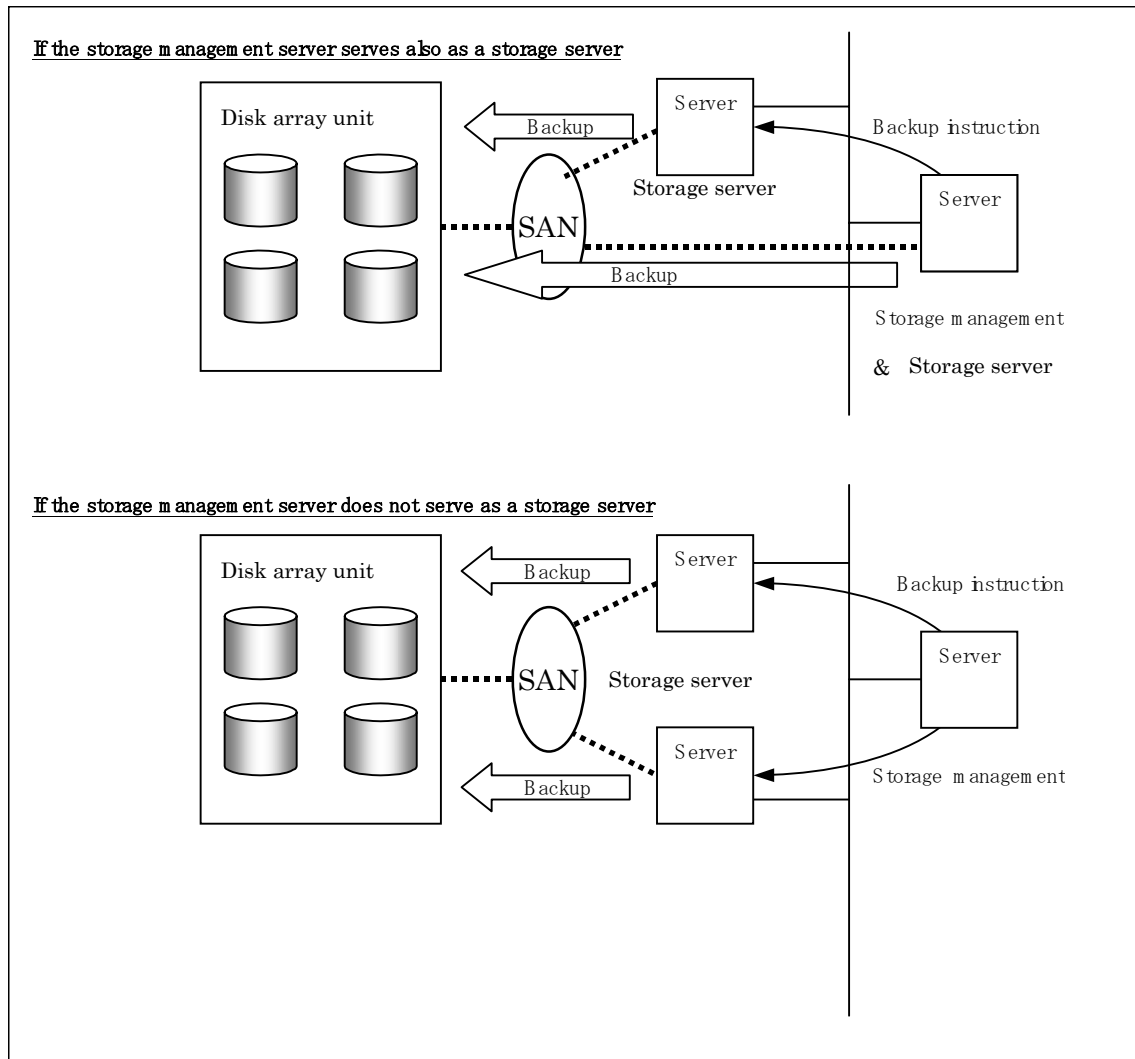 If the storage management server serves also as a storage server
Server
Disk array unit
Backup
Backup instruction
Storage server
Server
SAN
Backup
Storage management
& Storage server
If the storage management server does not serve as a storage server
Server
Disk array unit
Backup
Backup instruction
Server
SAN
Storage server
Server
Storage management
Backup